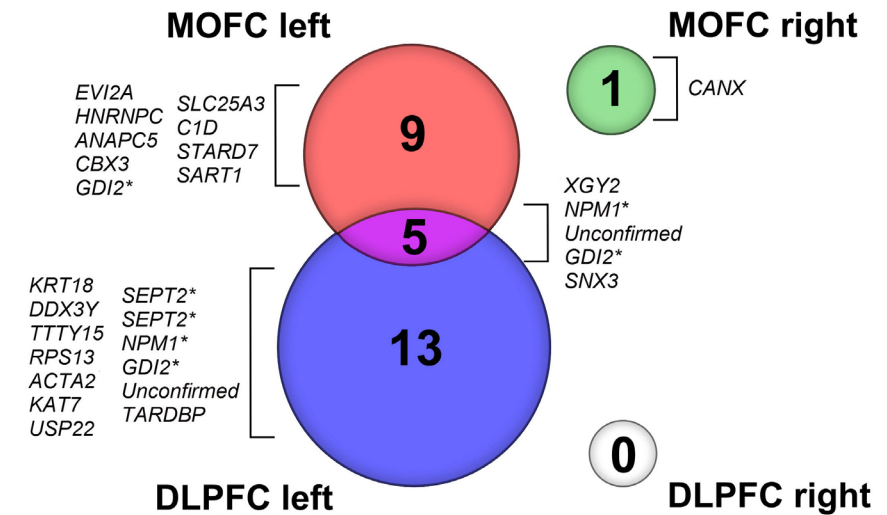 MOFC left
MOFC right
EVI2A
HNRNPC
ANAPC5
CBX3
GDI2*
SLC25A3
C1D
STARD7
SART1
9
1
CANX
5
XGY2
NPM1*
Unconfirmed
GDI2*
SNX3
KRT18
DDX3Y
TTTY15
RPS13
ACTA2
KAT7
USP22
SEPT2*
SEPT2*
NPM1*
GDI2*
Unconfirmed
TARDBP
13
0
DLPFC left
DLPFC right